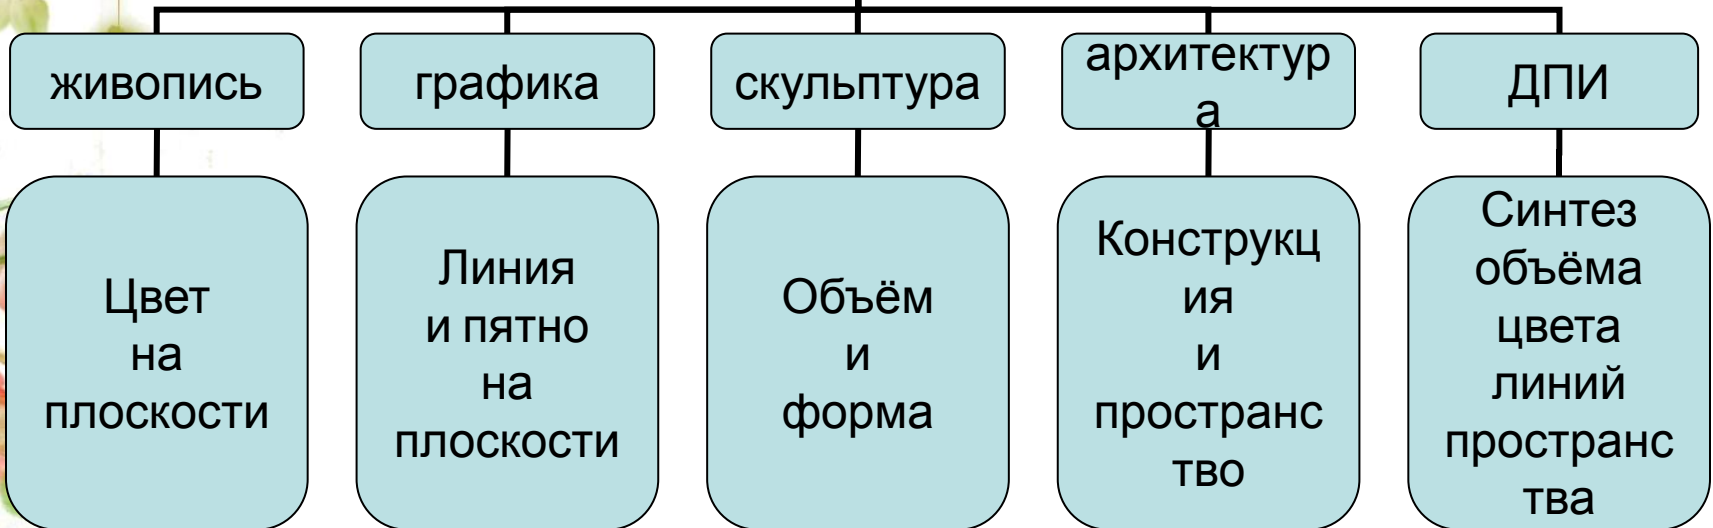 живопись
графика
скульптура
архитектур
а
ДПИ
Цвет
на
плоскости
Линия
и пятно
на
плоскости
Объём
и
форма
Конструкц
ия
и
пространс
тво
Синтез
объёма
цвета
линий
пространс
тва